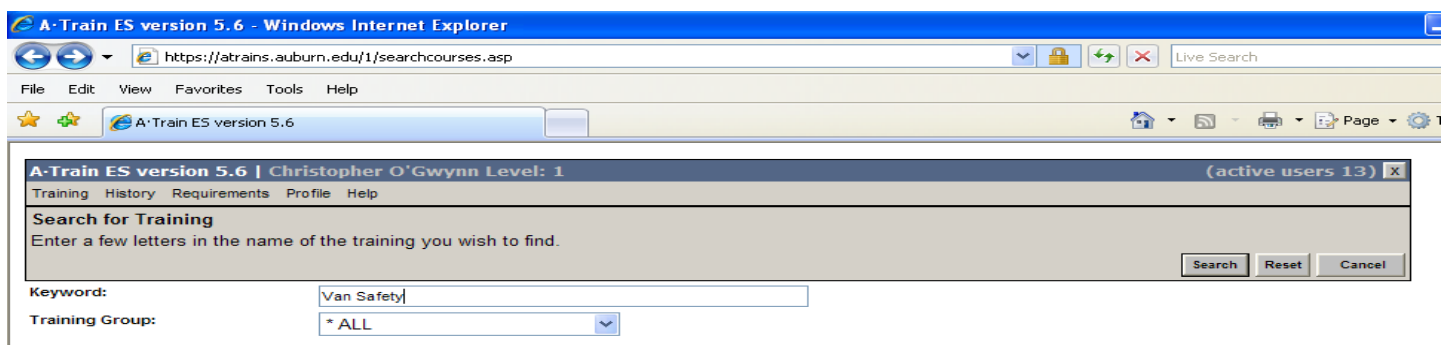 A·Train ES version 5.6 - Windows Internet Explorer
https://atrains.auburn.edu/1/searchcourses.asp Live Search
File Edit View Favorites Tools Help
A·Train ES version 5.6 Page
A·Train ES version 5.6 | Christopher O'Gwynn Level: 1 (active users 13) x
Training History Requirements Profile Help
Search for Training
Enter a few letters in the name of the training you wish to find.
Search Reset Cancel
Keyword: Van Safety
Training Group: * ALL